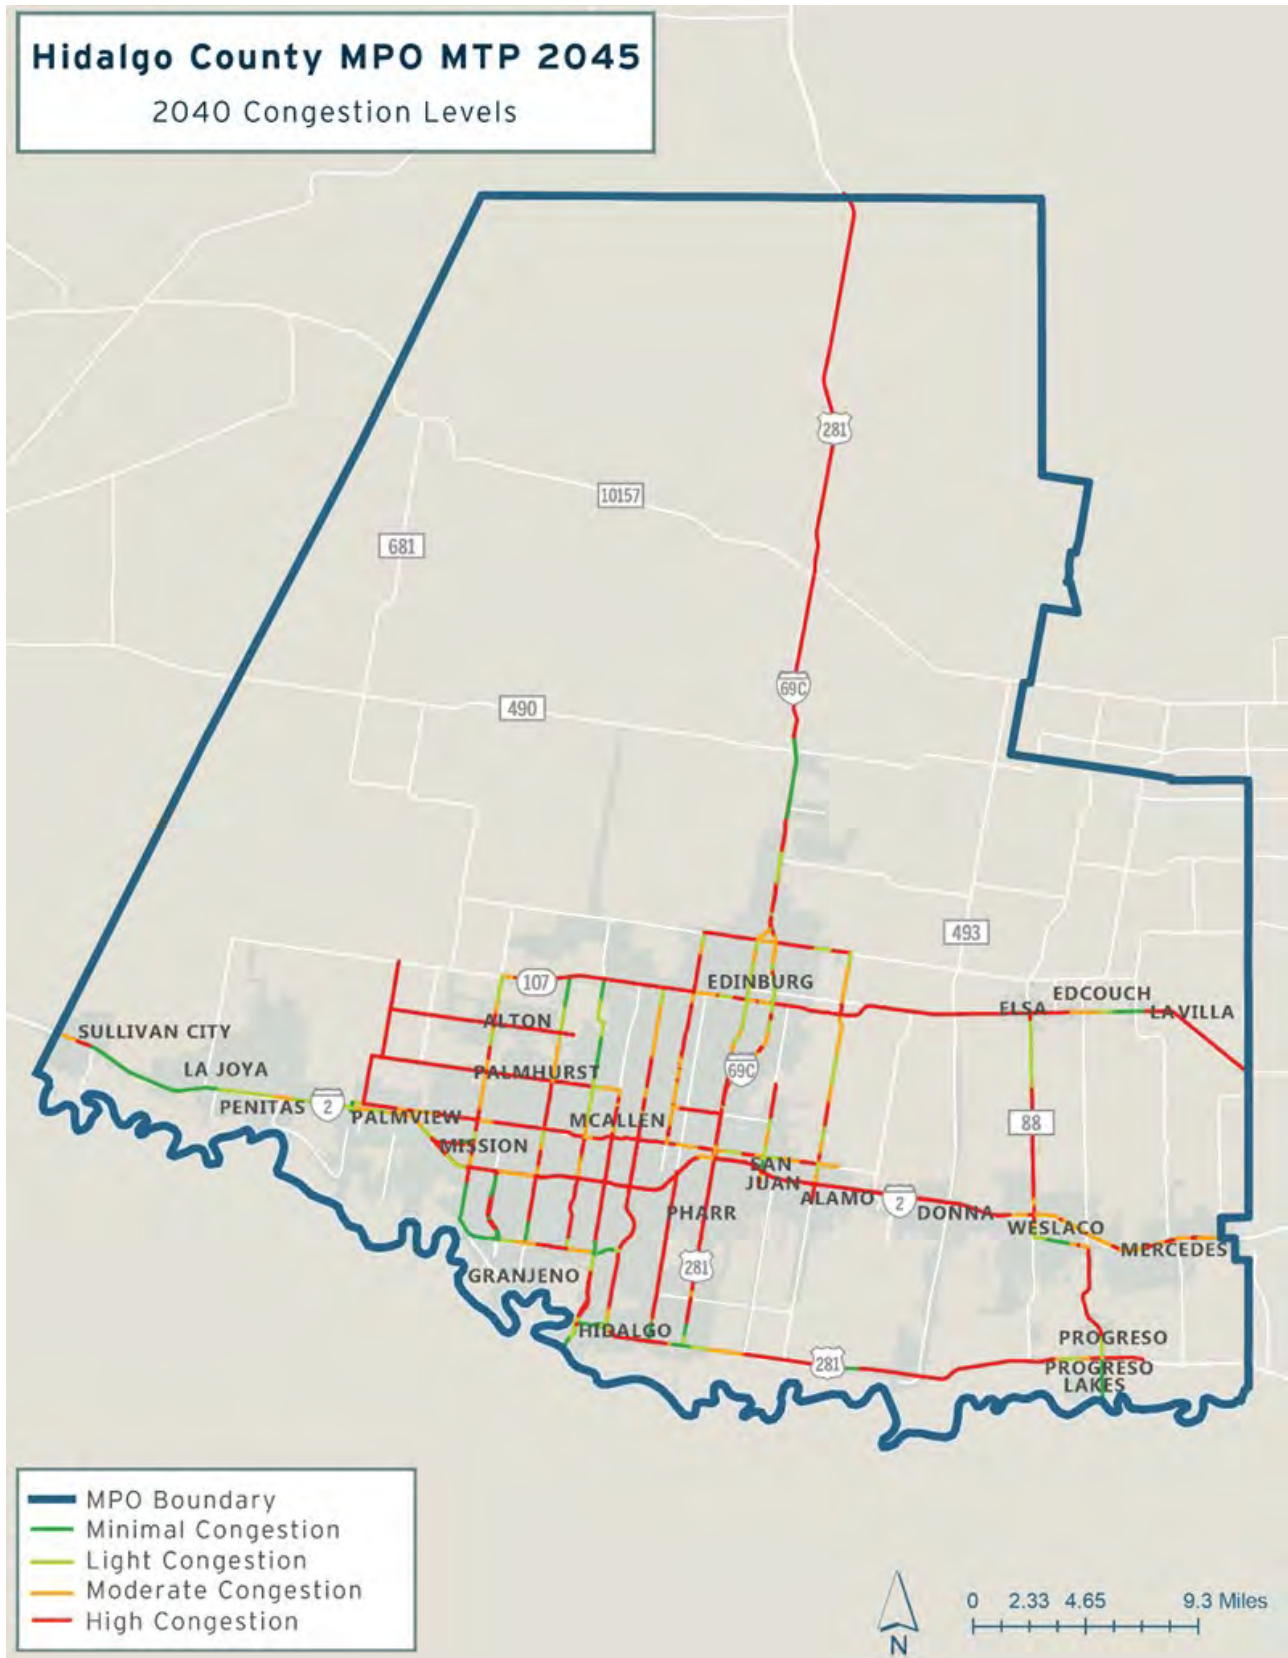 Hidalgo County MPO MTP 2045
2040 Congestion Levels
281
10157
681
69C
490
493
107
EDINBURG
EDCOUCH
ELSA
LAVILLA
ALTON
SULLIVAN CITY
LA JOYA
PALMHURST
69C
PENITAS
2
PALMVIEW
MCALLEN
88
MISSION
SAN
JUAN
ALAMO
2
DONNA
PHARR
WESLACO
MERCEDES
281
GRANJENO
HIDALGO
PROGRESO
281
PROGRESO
LAKES
MPO Boundary
Minimal Congestion
Light Congestion
Moderate Congestion
High Congestion
N
0 2.33 4.65 9.3 Miles